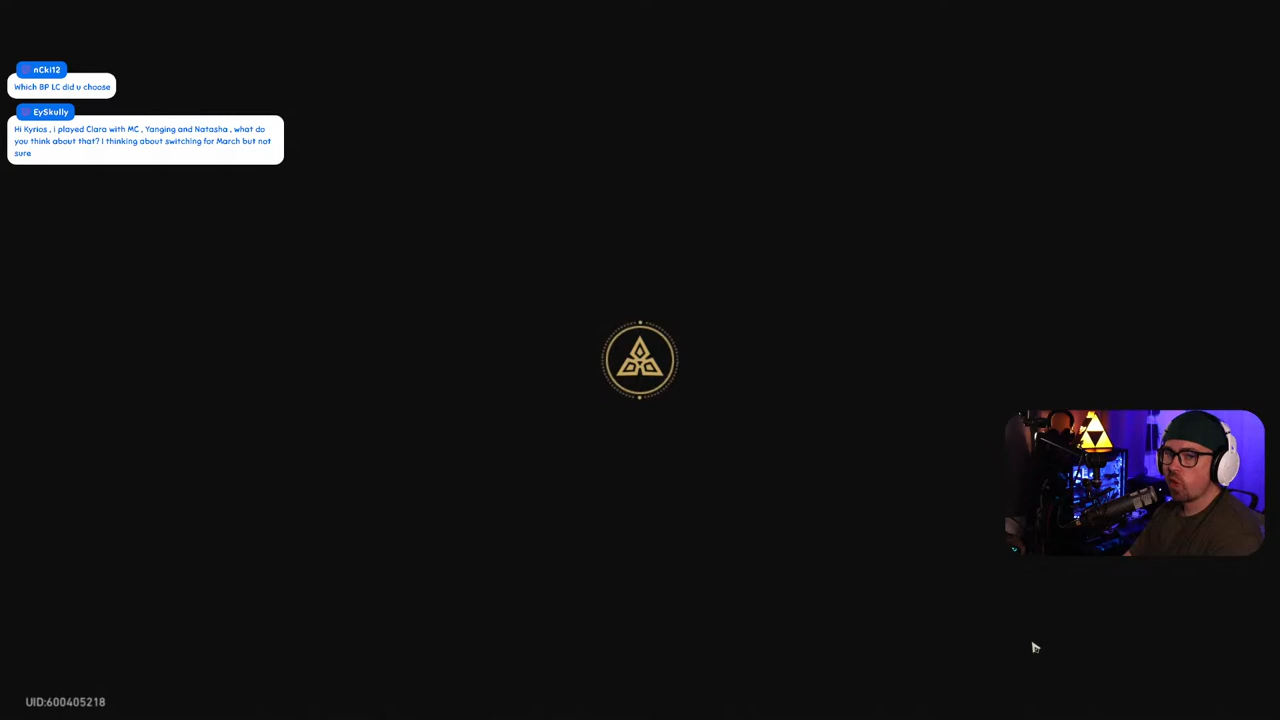 nCki12
Which BP LC did u choose
EySkully
Hi Kyrios , i played Clara with MC , Yanging and Natasha , what do
you think about that? I thinking about switching for March but not
sure
UID:600405218